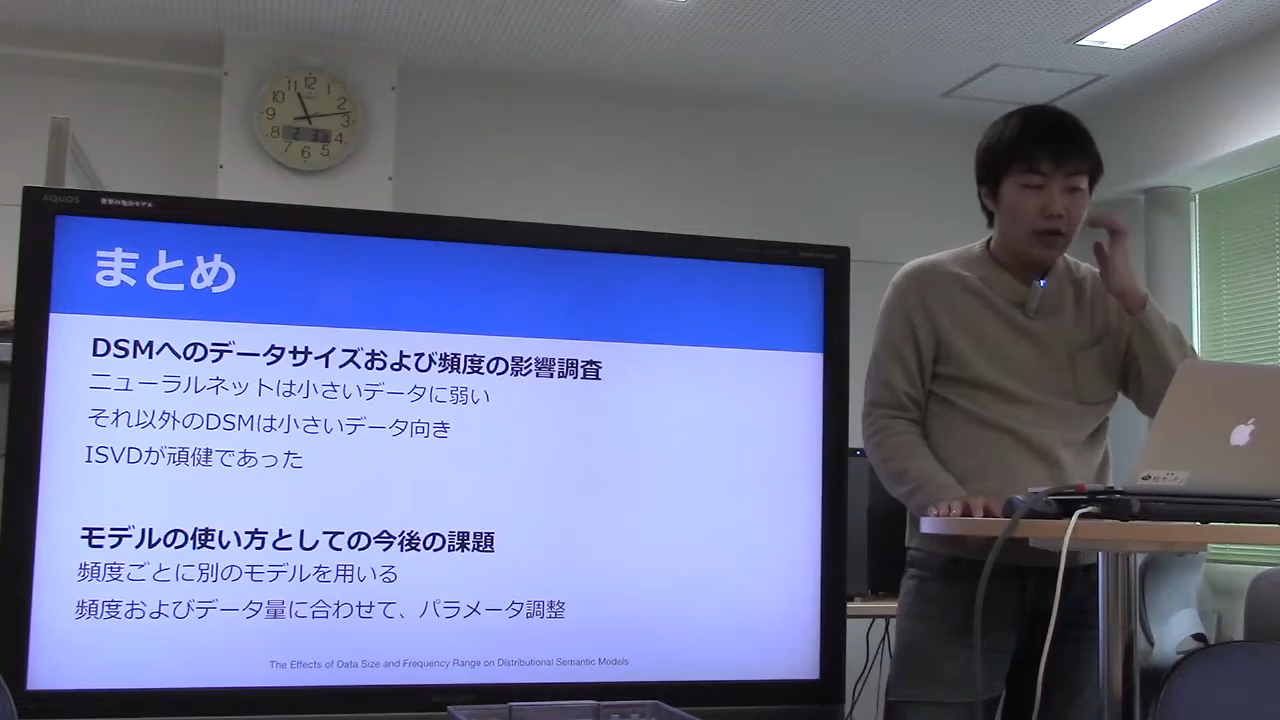 AQUOS
まとめ
DSMへのデータサイズおよび頻度の影響調査
ニューラルネットは小さいデータに弱い
それ以外のDSMは小さいデータ向き
ISVDが頑健であった
モデルの使い方としての今後の課題
頻度ごとに別のモデルを用いる
頻度およびデータ量に合わせて、パラメータ調整
The Effects of Data Size and Frequency Range on Distributional Semantic Models